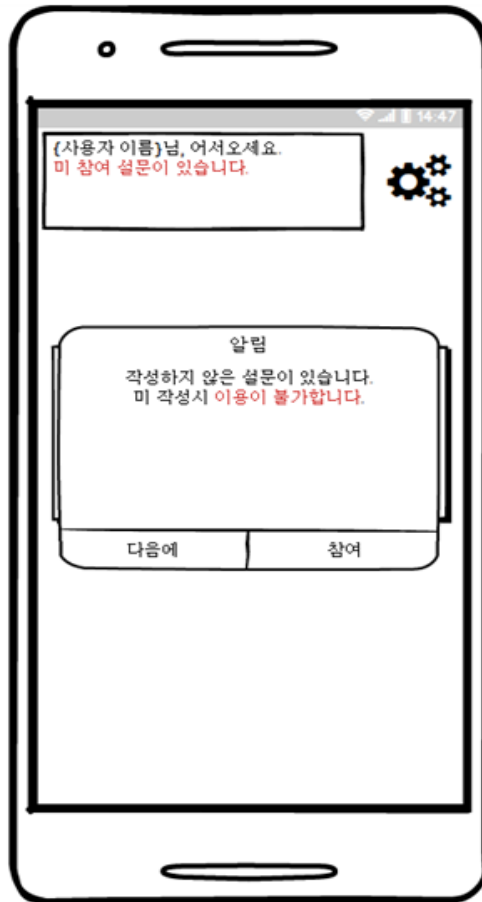 14:47
{사용자 이름}님, 어서오세요.
미 참여 설문이 있습니다.
알림
작성하지 않은 설문이 있습니다.
미 작성시 이용이 불가합니다.
다음에
참여